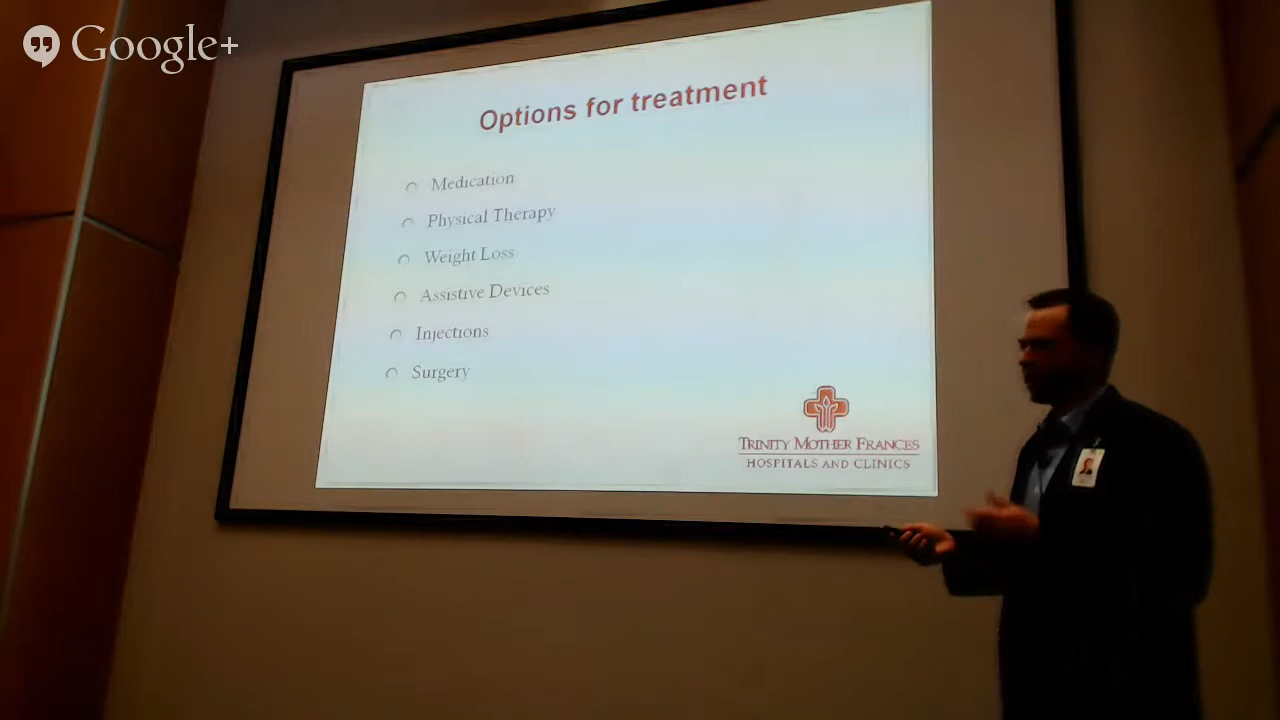 Google+
Options for treatment
Medication
Physical Therapy
Weight Loss
Assistive Devices
Injections
Surgery
TRINITY MOTHER FRANCES
HOSPITALS AND CLINICS